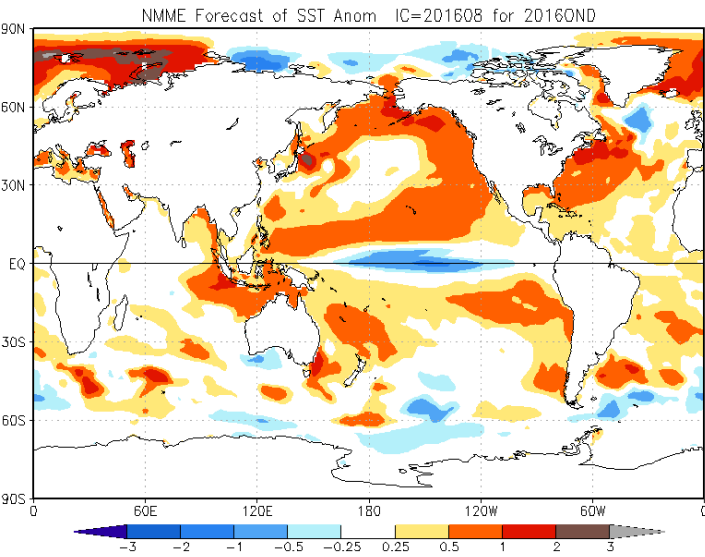 NMME Forecast of SST Anom IC=201608 for 2016OND
90N
60N
30N
EQ
30S
60S
90S
0 60E 120E 180 120W 60W 0
-3 -2 -1 -0.5 -0.25 0.25 0.5 1 2 3